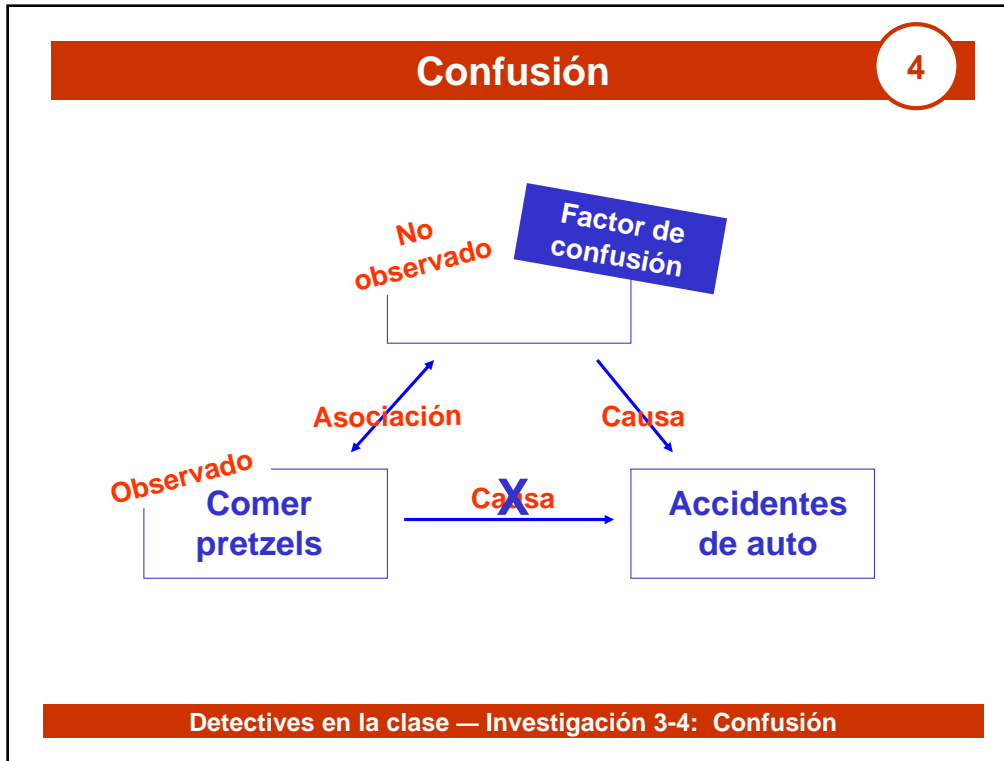 Confusión
4
No
observado
Factor de
confusión
Asociación
Causa
Observado
Comer
pretzels
Causa
X
Accidentes
de auto
Detectives en la clase — Investigación 3-4: Confusión